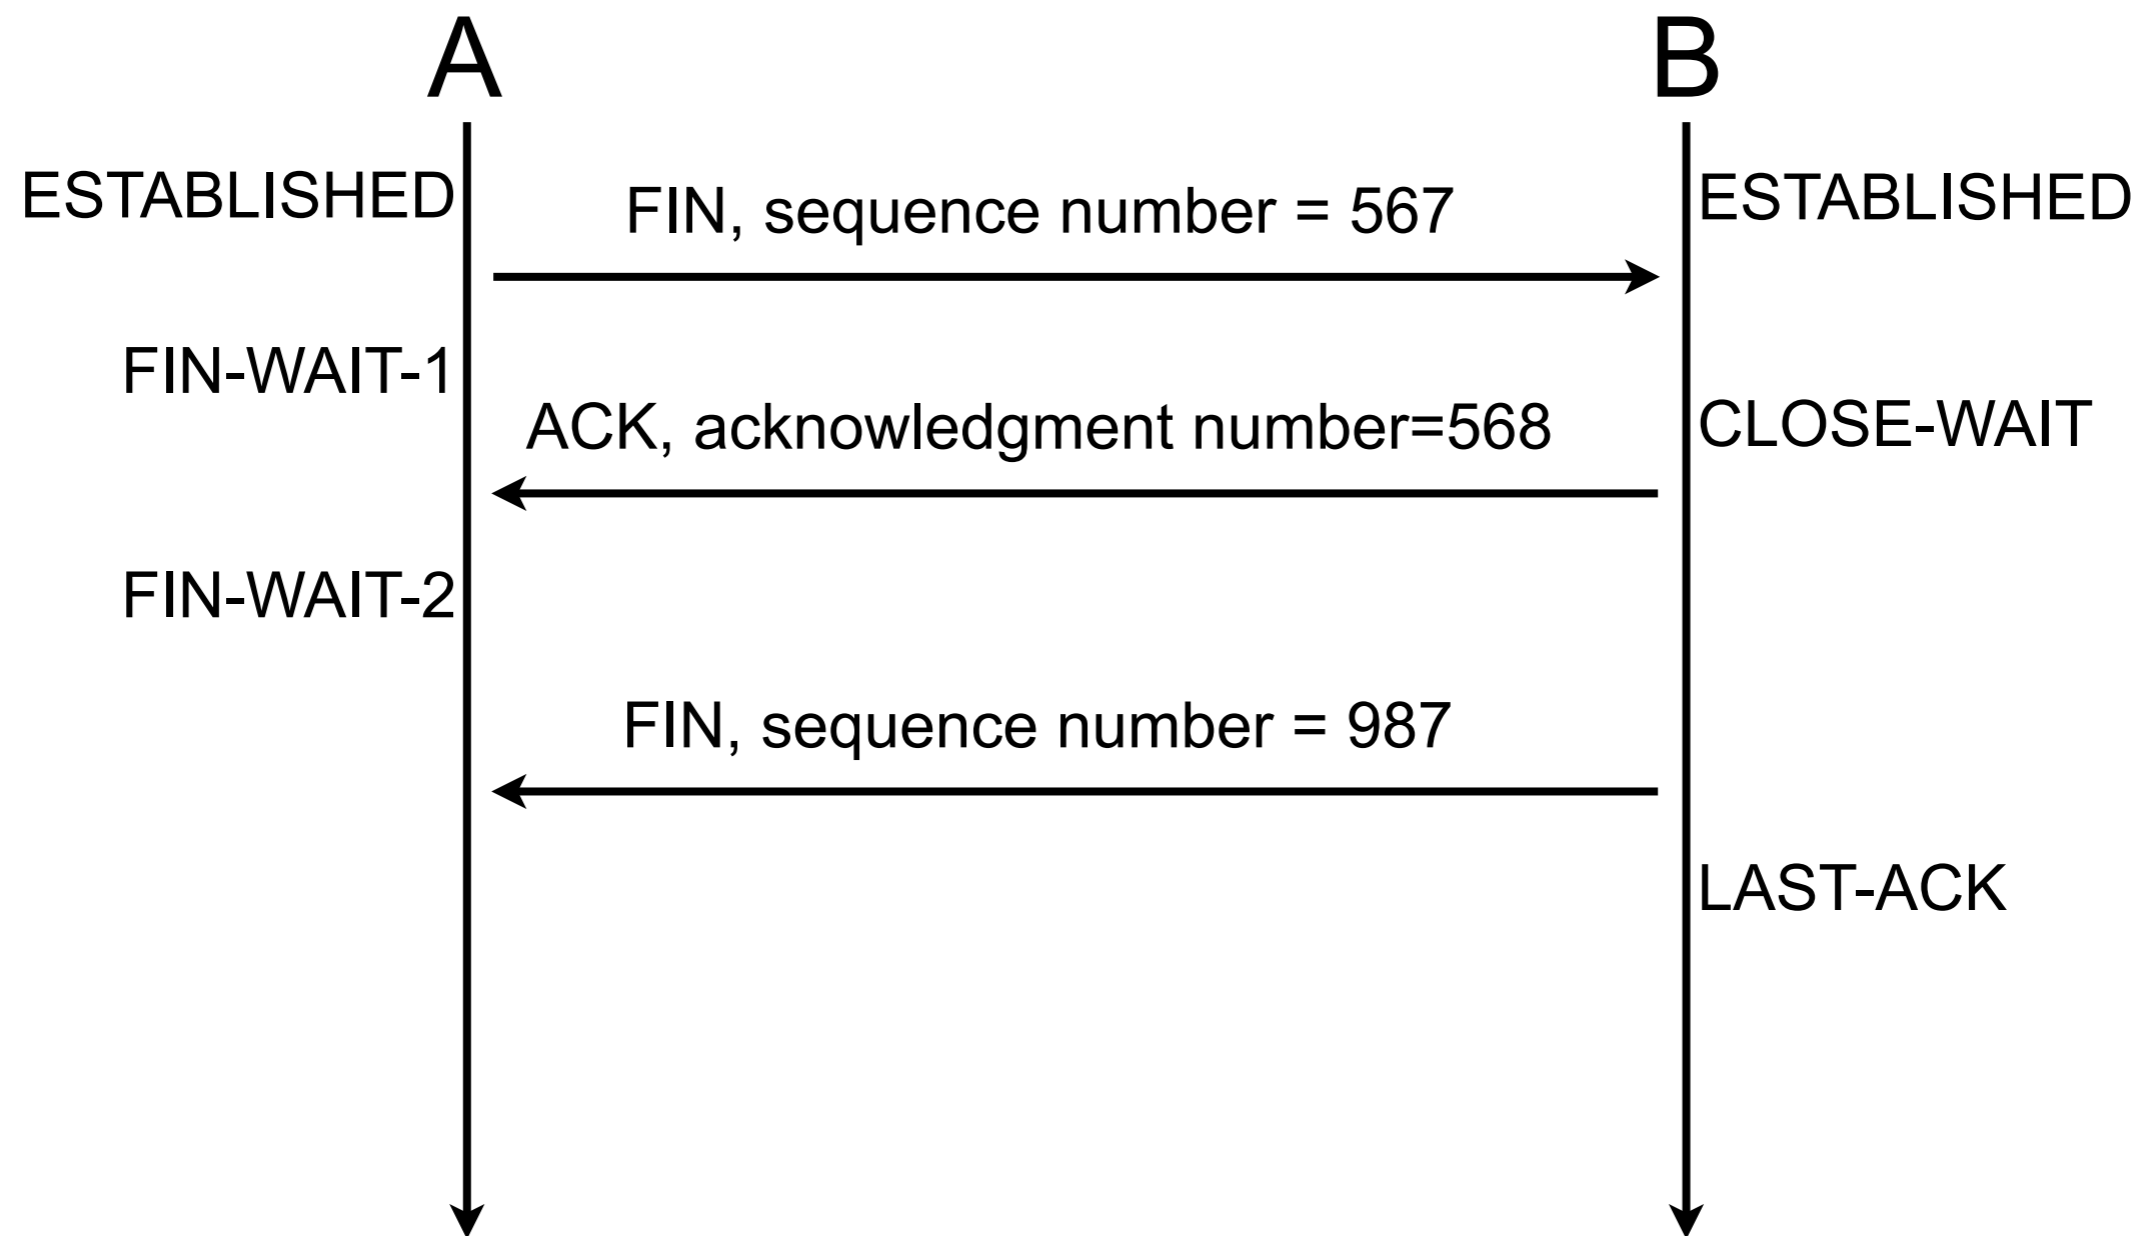 A
B
ESTABLISHED
FIN, sequence number = 567
ESTABLISHED
FIN-WAIT-1
ACK, acknowledgment number=568
CLOSE-WAIT
FIN-WAIT-2
FIN, sequence number = 987
LAST-ACK